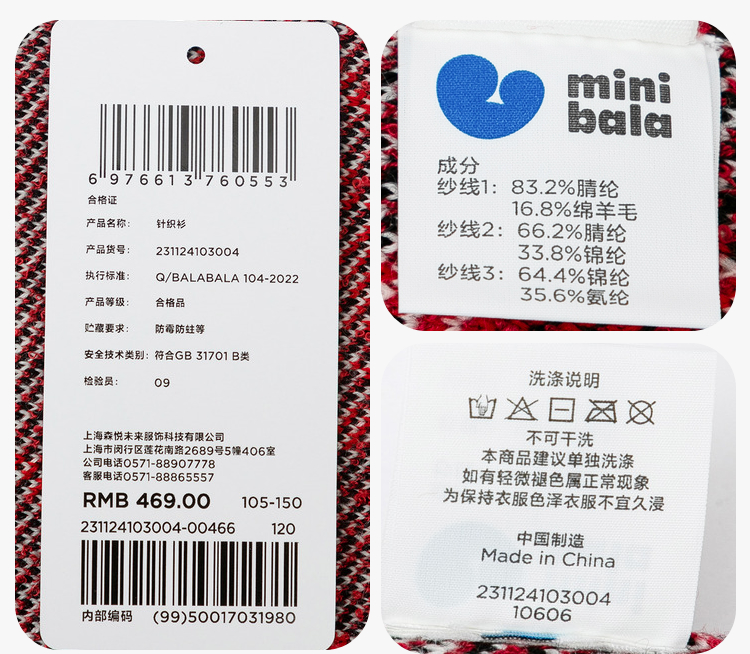 6 976613 760553
合格证
产品名称: 针织衫
产品货号: 231124103004
执行标准: Q/BALABALA 104-2022
产品等级: 合格品
贮藏要求: 防霉防蛀等
安全技术类别: 符合GB 31701 B类
检验员: 09
上海森悦未来服饰科技有限公司
上海市闵行区莲花南路2689号5幢406室
公司电话0571-88907778
客服电话0571-88865557
RMB 469.00 105-150
231124103004-00466 120
内部编码 (99)50017031980
mini
bala
成分
纱线1: 83.2%腈纶
16.8%绵羊毛
纱线2: 66.2%腈纶
33.8%锦纶
纱线3: 64.4%锦纶
35.6%氨纶
洗涤说明
不可干洗
本商品建议单独洗涤
如有轻微褪色属正常现象
为保持衣服色泽衣服不宜久浸
中国制造
Made in China
231124103004
10606